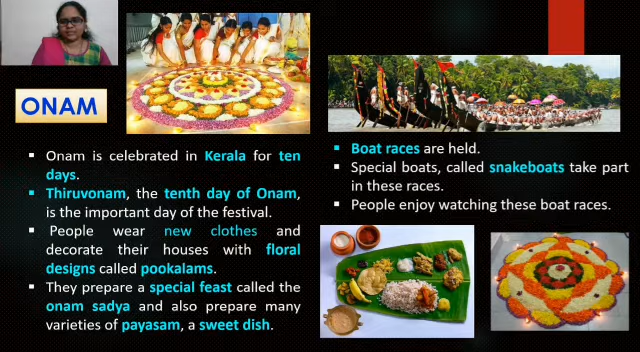 ONAM
▪ Onam is celebrated in Kerala for ten
days.
▪ Thiruvonam, the tenth day of Onam,
is the important day of the festival.
▪ People wear new clothes and
decorate their houses with floral
designs called pookalams.
▪ They prepare a special feast called the
onam sadya and also prepare many
varieties of payasam, a sweet dish.
▪ Boat races are held.
▪ Special boats, called snakeboats take part
in these races.
▪ People enjoy watching these boat races.